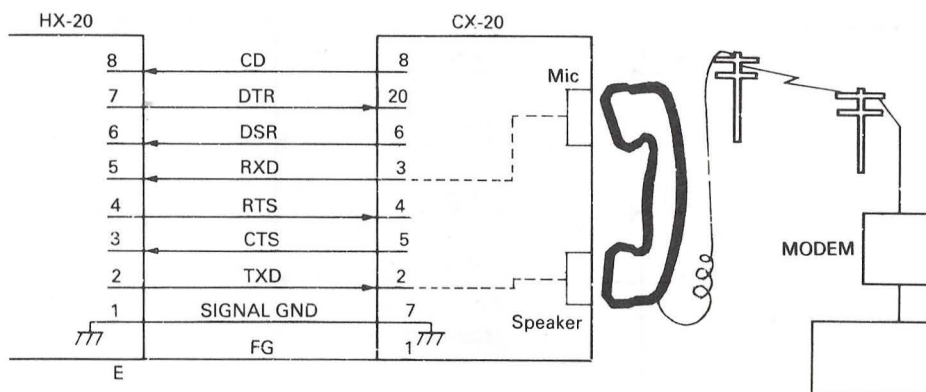 HX-20 CX-20
8 CD 8
Mic
7 DTR 20
6 DSR 6
5 RXD 3
4 RTS 4
3 CTS 5
MODEM
2 TXD 2
1 SIGNAL GND 7
Speaker
FG 1
E